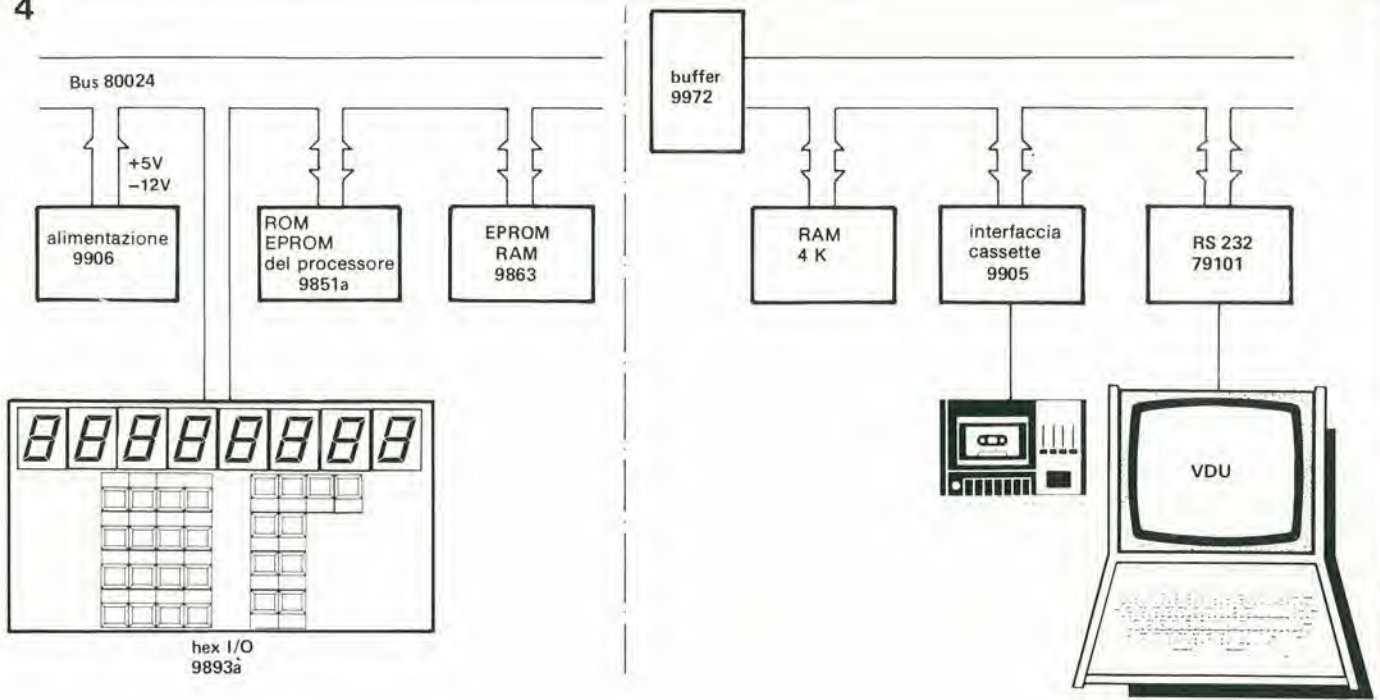 4
Bus 80024
+5V
−12V
alimentazione
9906
ROM
EPROM
del processore
9851a
EPROM
RAM
9863
hex I/O
9893a
buffer
9972
RAM
4 K
interfaccia
cassette
9905
RS 232
79101
VDU